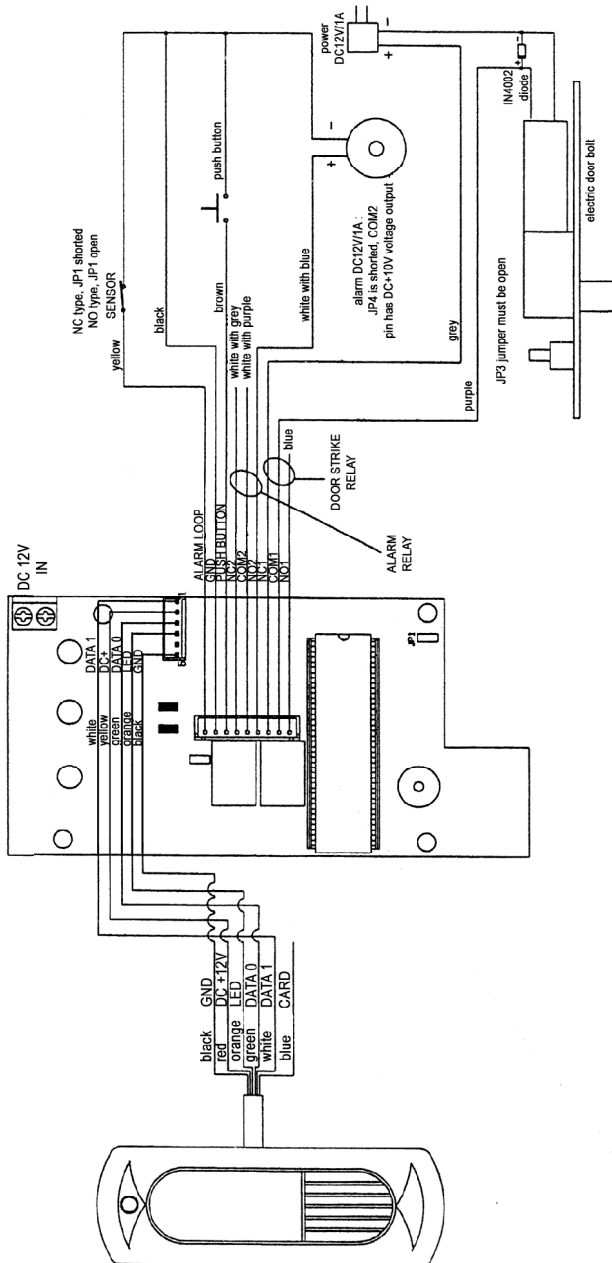 power
DC12V/1A
-
+
IN4002
diode
electric door bolt
push button
-
+
alarm DC12V/1A :
JP4 is shorted, COM2
pin has DC+10V voltage output
JP3 jumper must be open
NC type, JP1 shorted
NO type, JP1 open
SENSOR
yellow
black
brown
white with grey
white with purple
white with blue
grey
purple
blue
DOOR STRIKE
RELAY
ALARM
RELAY
ALARM LOOP
GND
PUSH BUTTON
NC2
COM2
NO2
NC1
COM1
NO1
DC 12V
IN
DATA 1
DC+
DATA 0
LED
GND
white
yellow
green
orange
black
JP1
GND
DC +12V
LED
DATA 0
DATA 1
CARD
black
red
orange
green
white
blue